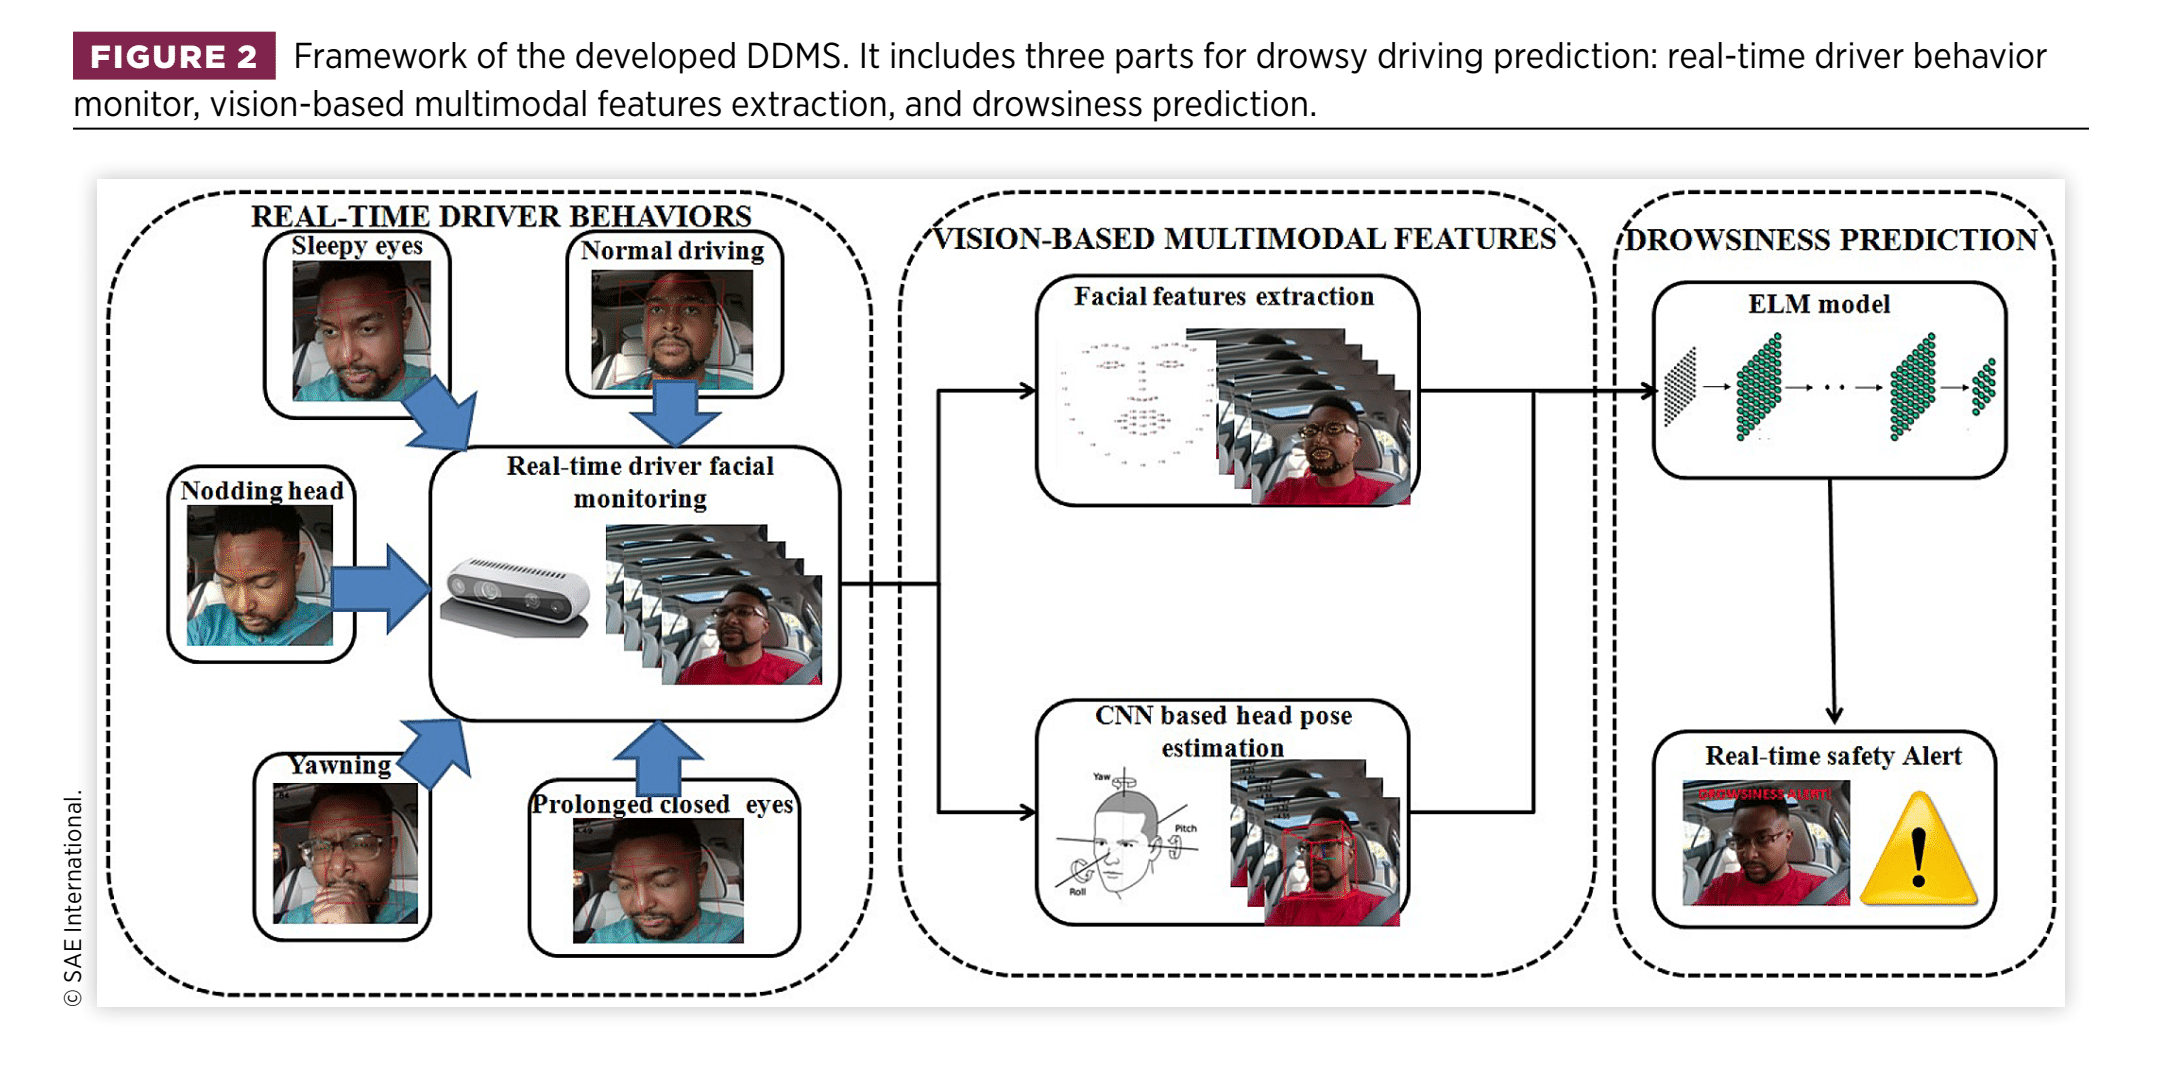 FIGURE 2 Framework of the developed DDMS. It includes three parts for drowsy driving prediction: real-time driver behavior
monitor, vision-based multimodal features extraction, and drowsiness prediction.
REAL-TIME DRIVER BEHAVIORS
Sleepy eyes
Normal driving
Nodding head
Real-time driver facial
monitoring
Yawning
Prolonged closed eyes
VISION-BASED MULTIMODAL FEATURES
Facial features extraction
CNN based head pose
estimation
Yaw
Pitch
Roll
DROWSINESS PREDICTION
ELM model
Real-time safety Alert
DROWSINESS ALERT!
© SAE International.